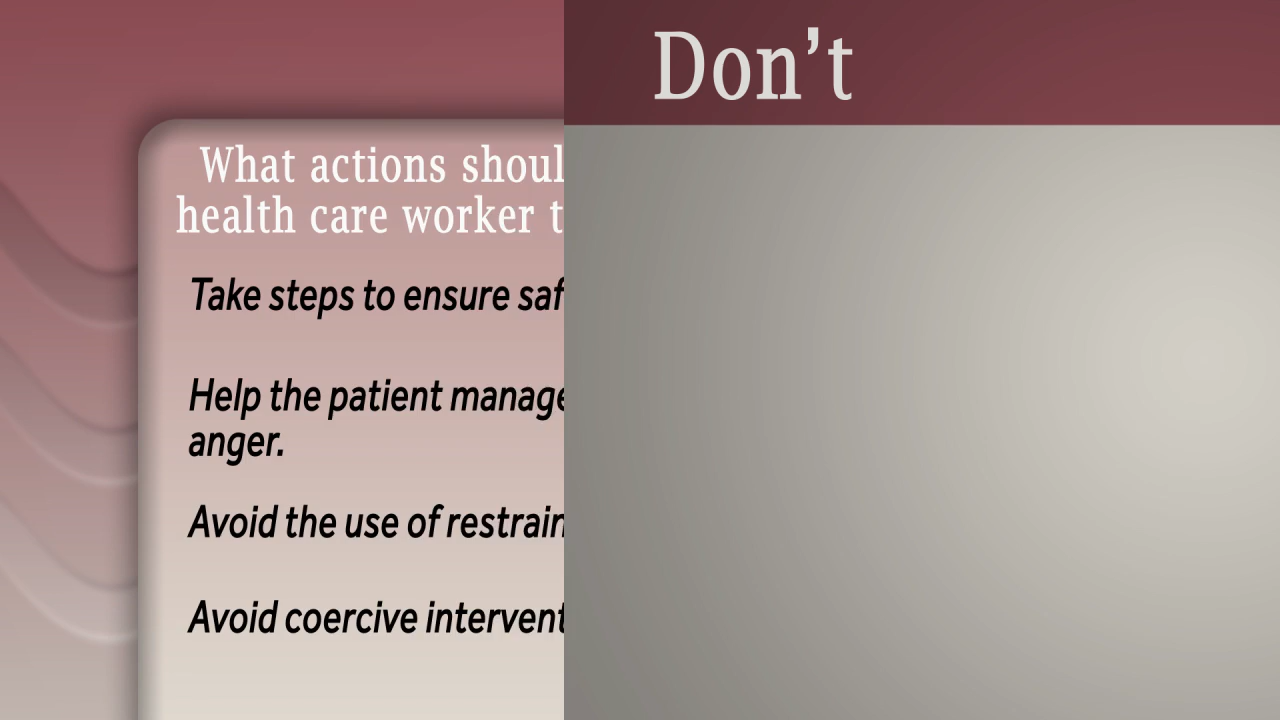 What actions shoul
health care worker t
Take steps to ensure saf
Help the patient manage
anger.
Avoid the use of restrain
Avoid coercive intervent
Don’t